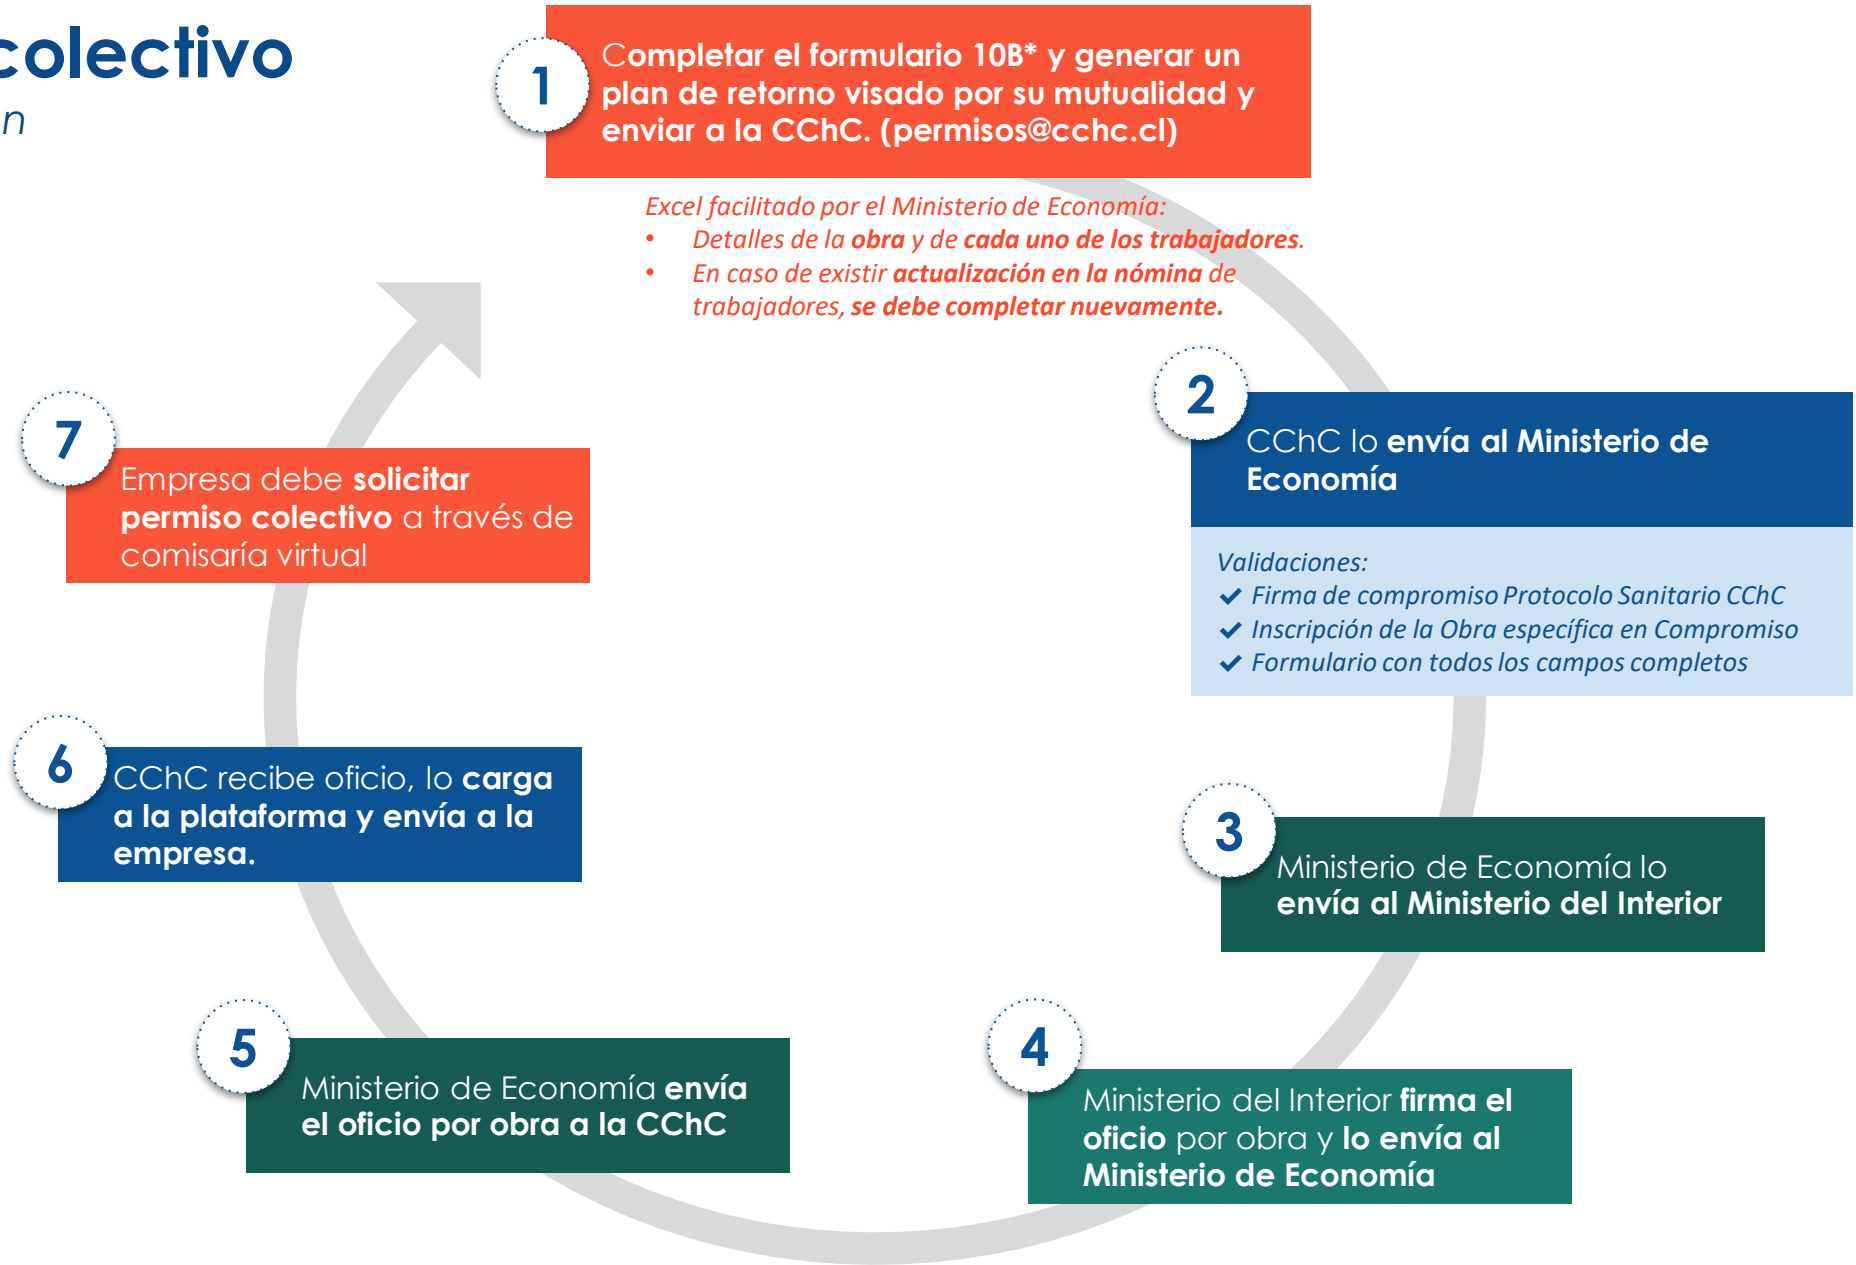 colectivo
n
1
Completar el formulario 10B* y generar un
plan de retorno visado por su mutualidad y
enviar a la CChC. (permisos@cchc.cl)
Excel facilitado por el Ministerio de Economía:
• Detalles de la obra y de cada uno de los trabajadores.
• En caso de existir actualización en la nómina de
trabajadores, se debe completar nuevamente.
2
CChC lo envía al Ministerio de
Economía
Validaciones:
✓ Firma de compromiso Protocolo Sanitario CChC
✓ Inscripción de la Obra específica en Compromiso
✓ Formulario con todos los campos completos
3
Ministerio de Economía lo
envía al Ministerio del Interior
4
Ministerio del Interior firma el
oficio por obra y lo envía al
Ministerio de Economía
5
Ministerio de Economía envía
el oficio por obra a la CChC
6
CChC recibe oficio, lo carga
a la plataforma y envía a la
empresa.
7
Empresa debe solicitar
permiso colectivo a través de
comisaría virtual